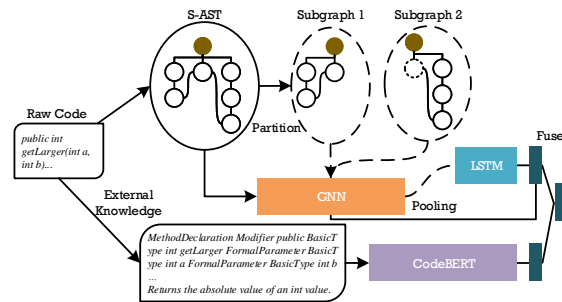 S-AST
Subgraph 1
Subgraph 2
Raw Code
public int
getLarger(int a,
int b)...
Partition
Fuse
LSTM
GNN
Pooling
External
Knowledge
MethodDeclaration Modifier public BasicT
ype int getLarger FormalParameter BasicT
ype int a FormalParameter BasicType int b
...
Returns the absolute value of an int value.
CodeBERT